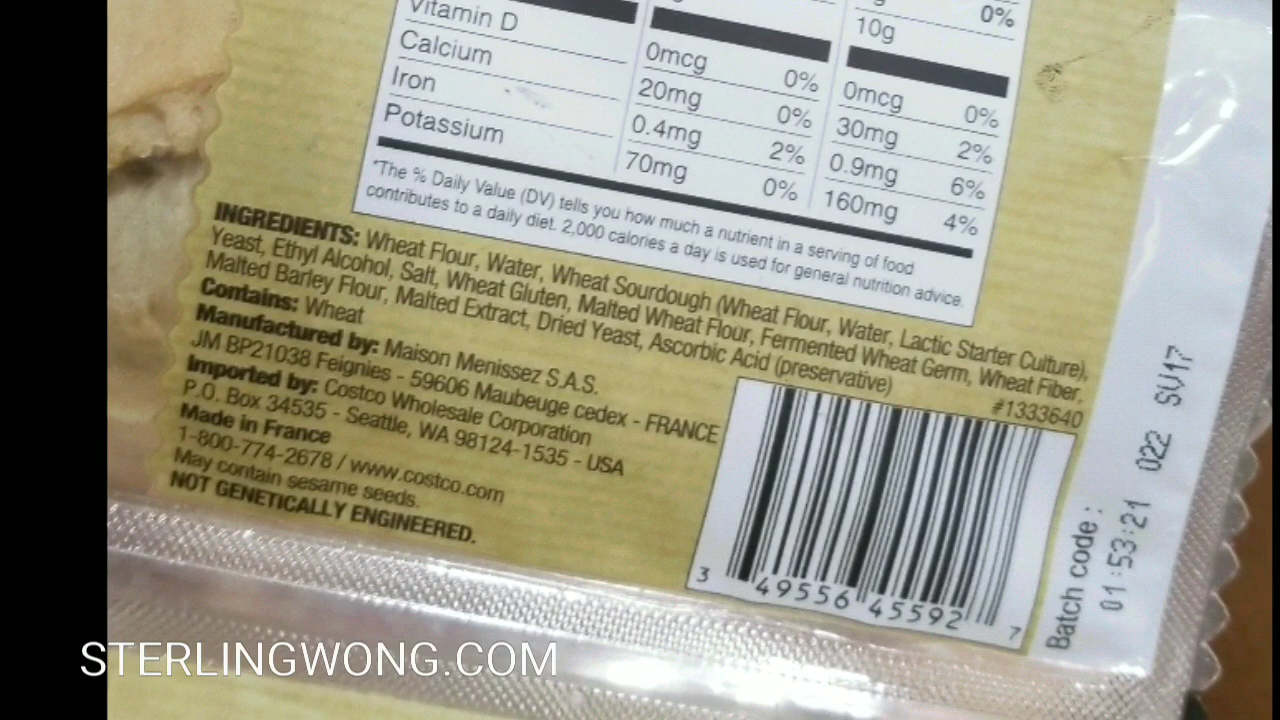 0%
10g
Vitamin D 0mcg 0% 0mcg 0%
Calcium 20mg 0% 30mg 2%
Iron 0.4mg 2% 0.9mg 6%
Potassium 70mg 0% 160mg 4%
*The % Daily Value (DV) tells you how much a nutrient in a serving of food
contributes to a daily diet. 2,000 calories a day is used for general nutrition advice.
INGREDIENTS: Wheat Flour, Water, Wheat Sourdough (Wheat Flour, Water, Lactic Starter Culture),
Yeast, Ethyl Alcohol, Salt, Wheat Gluten, Malted Wheat Flour, Fermented Wheat Germ, Wheat Fiber,
Malted Barley Flour, Malted Extract, Dried Yeast, Ascorbic Acid (preservative)
Contains: Wheat
#1333640
Manufactured by: Maison Menissez S.A.S.
JM BP21038 Feignies - 59606 Maubeuge cedex - FRANCE
Imported by: Costco Wholesale Corporation
P.O. Box 34535 - Seattle, WA 98124-1535 - USA
Made in France
1-800-774-2678 / www.costco.com
May contain sesame seeds.
NOT GENETICALLY ENGINEERED.
3 49556 45592 7
Batch code:
01:53:21 022 SV17
STERLINGWONG.COM